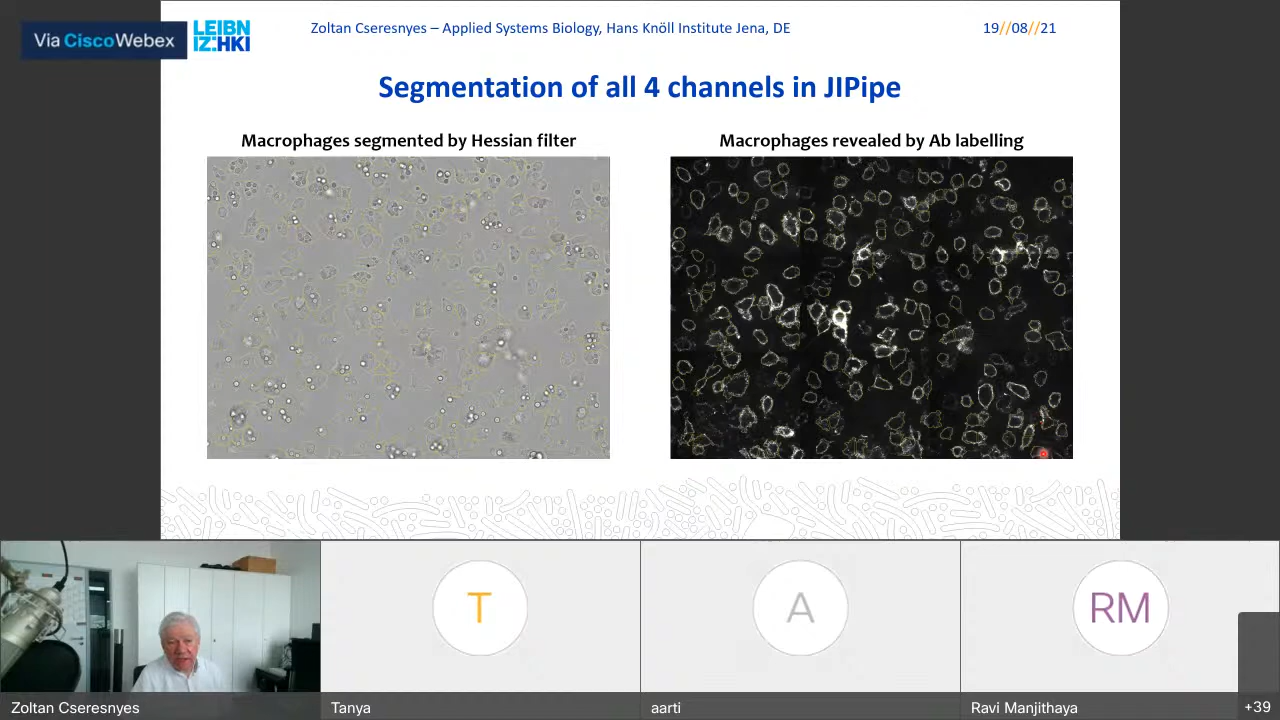 Via Cisco Webex
LEIBN
IZ:HKI
Zoltan Cseresnyes – Applied Systems Biology, Hans Knöll Institute Jena, DE
19//08//21
Segmentation of all 4 channels in JIPipe
Macrophages segmented by Hessian filter
Macrophages revealed by Ab labelling
T
A
RM
Zoltan Cseresnyes
Tanya
aarti
Ravi Manjithaya
+39